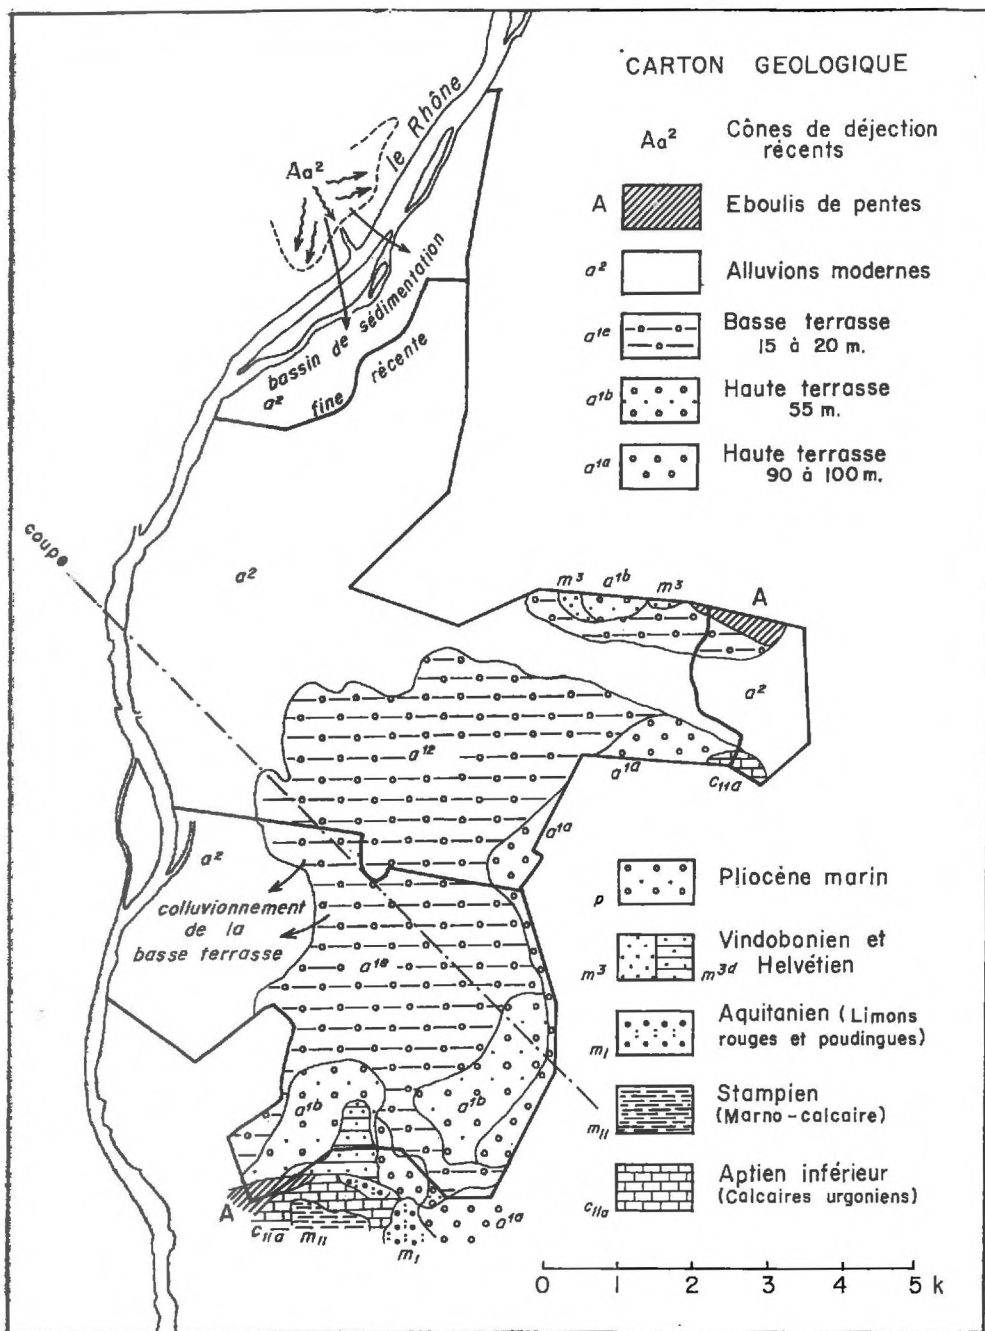 CARTON GEOLOGIQUE
Aa²
Cônes de déjection
récents
A
Eboulis de pentes
a²
Alluvions modernes
a¹ᵉ
Basse terrasse
15 à 20 m.
a¹ᵇ
Haute terrasse
55 m.
a¹ᵃ
Haute terrasse
90 à 100 m.
le Rhône
Aa²
bassin de sédimentation
a²
fine récente
coupe
a²
m³
a¹ᵇ
m³
A
a²
a¹²
a¹ᵃ
c₁₁ₐ
a¹ᵃ
a²
colluvionnement
de la
basse terrasse
a¹ᵉ
a¹ᵇ
a¹ᵇ
A
c₁₁ₐ
m₁₁
m₁
a¹ᵃ
p
Pliocène marin
m³
m³ᵈ
Vindobonien et
Helvétien
m₁
Aquitanien (Limons
rouges et poudingues)
m₁₁
Stampien
(Marno-calcaire)
c₁₁ₐ
Aptien inférieur
(Calcaires urgoniens)
0 1 2 3 4 5 k